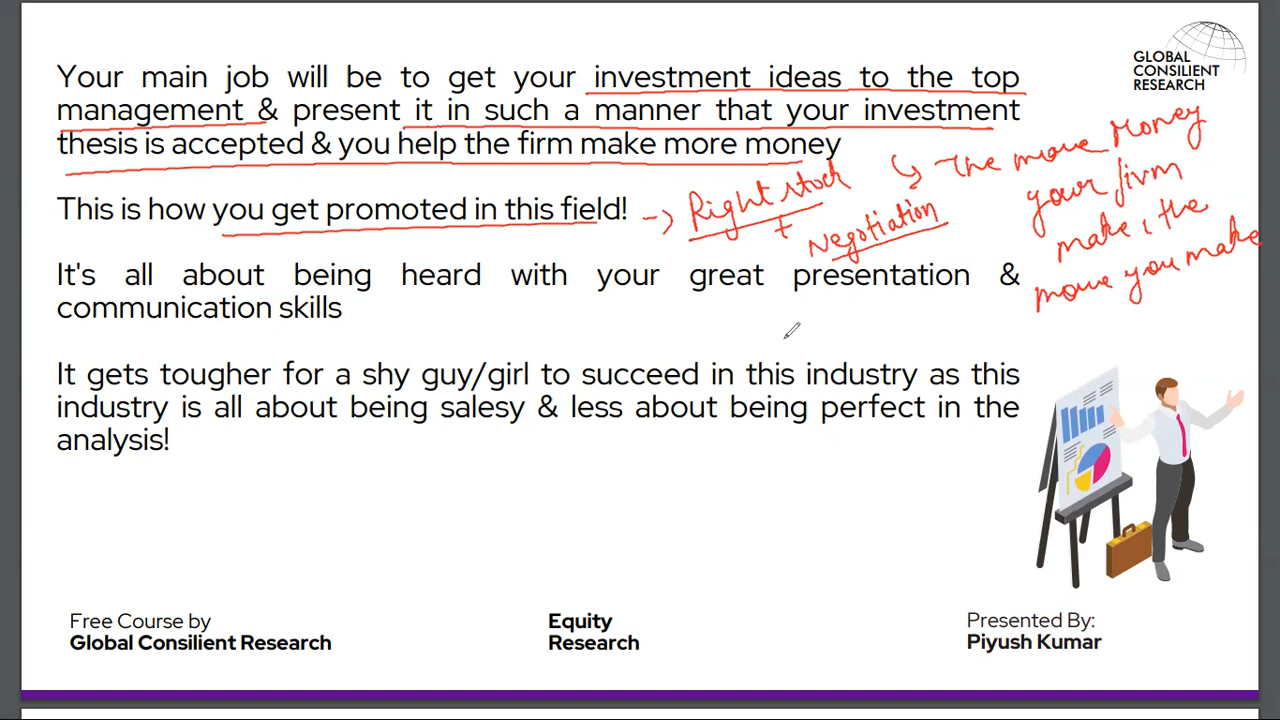 GLOBAL
CONSILIENT
RESEARCH
Your main job will be to get your investment ideas to the top
management & present it in such a manner that your investment
thesis is accepted & you help the firm make more money
This is how you get promoted in this field!
→ Right stock
+
Negotiation
↳ The more Money
your firm
make, the
more you make
It's all about being heard with your great presentation &
communication skills
It gets tougher for a shy guy/girl to succeed in this industry as this
industry is all about being salesy & less about being perfect in the
analysis!
Free Course by
Global Consilient Research
Equity
Research
Presented By:
Piyush Kumar